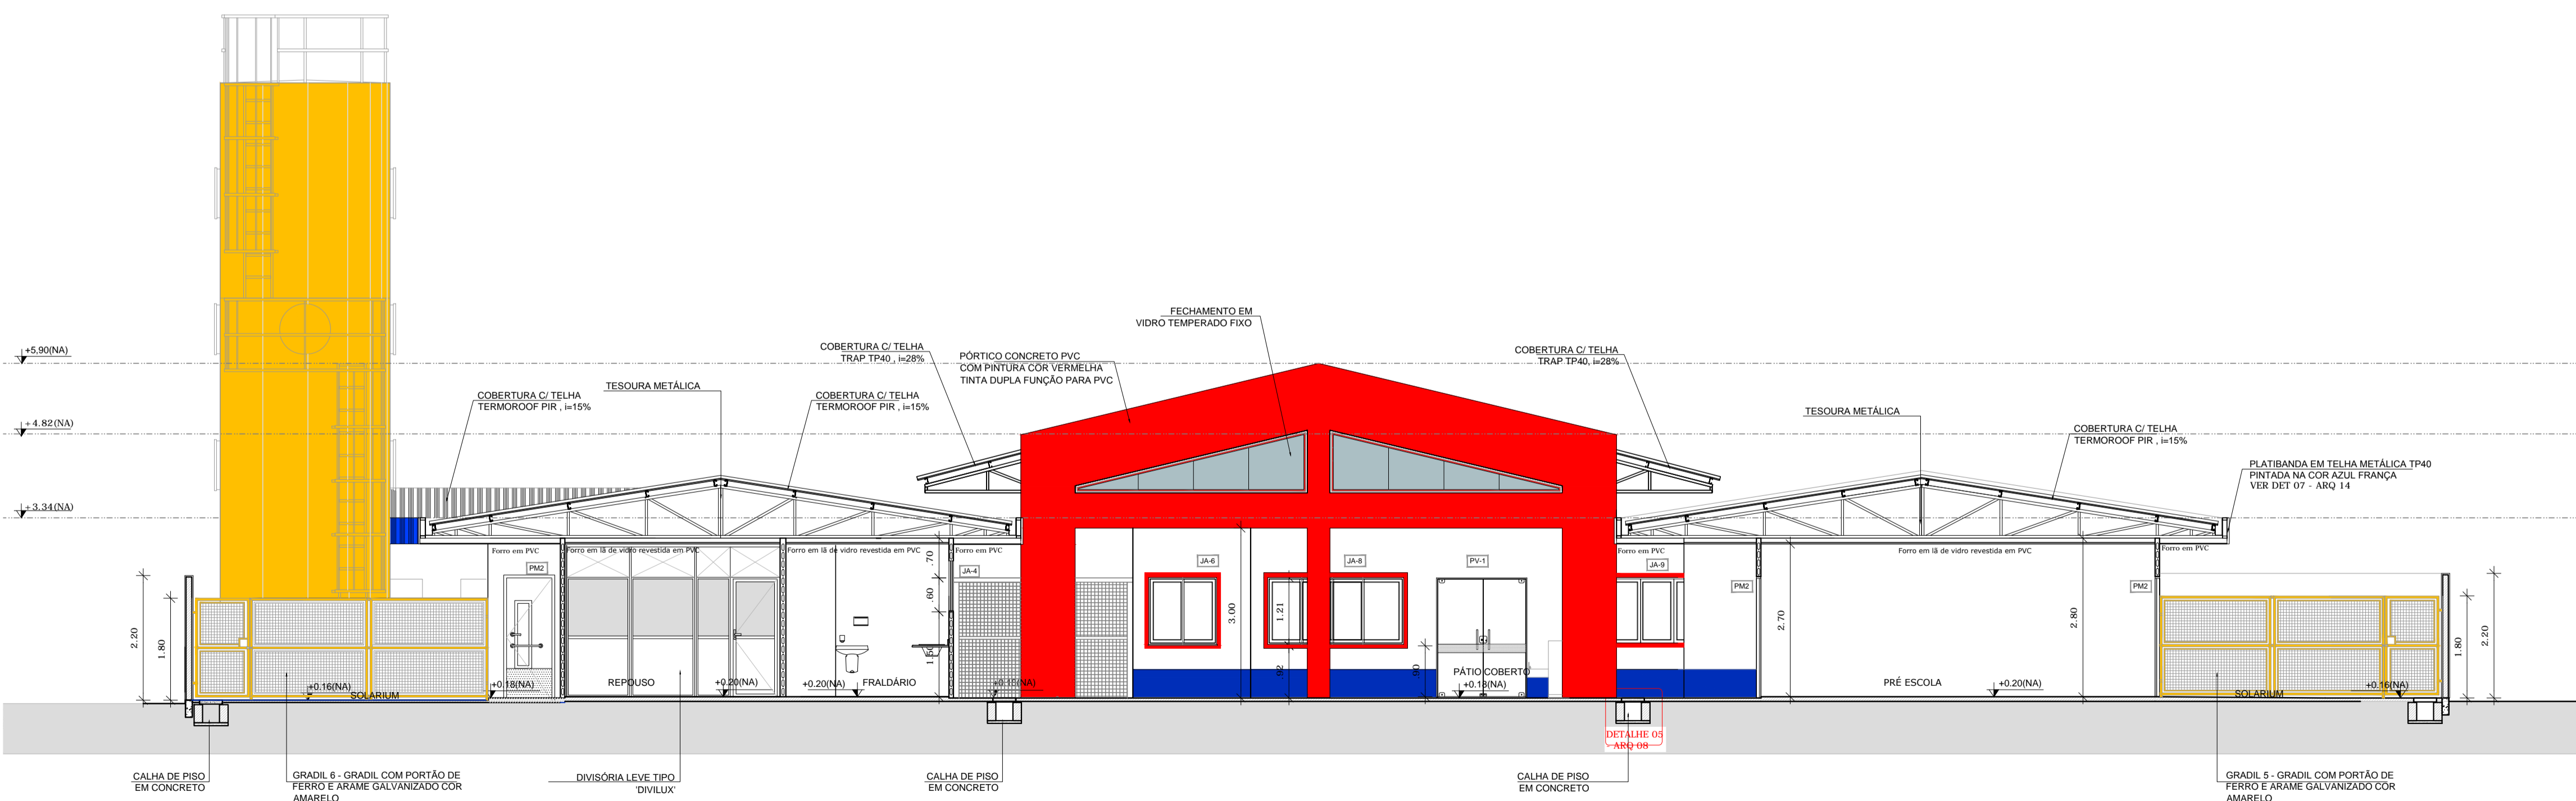 FECHAMENTO EM
VIDRO TEMPERADO FIXO
+5,90(NA)
COBERTURA C/ TELHA
TRAP TP40 , i=28%
PÓRTICO CONCRETO PVC
COM PINTURA COR VERMELHA
TINTA DUPLA FUNÇÃO PARA PVC
COBERTURA C/ TELHA
TRAP TP40, i=28%
TESOURA METÁLICA
COBERTURA C/ TELHA
TERMOROOF PIR , i=15%
COBERTURA C/ TELHA
TERMOROOF PIR , i=15%
TESOURA METÁLICA
+4.82(NA)
COBERTURA C/ TELHA
TERMOROOF PIR , i=15%
PLATIBANDA EM TELHA METÁLICA TP40
PINTADA NA COR AZUL FRANÇA
VER DET 07 - ARQ 14
+3.34(NA)
Forro em PVC
Forro em lã de vidro revestida em PVC
Forro em lã de vidro revestida em PVC
Forro em PVC
Forro em PVC
Forro em lã de vidro revestida em PVC
Forro em PVC
PM2
JA-4
JA-6
JA-8
PV-1
JA-9
PM2
PM2
2.20
1.80
.70
.60
1.50
3.00
1.21
.92
.90
2.70
2.80
1.80
2.20
+0.16(NA)
SOLARIUM
+0.18(NA)
REPOUSO
+0.20(NA)
+0.20(NA)
FRALDÁRIO
PÁTIO COBERTO
+0.18(NA)
PRÉ ESCOLA
+0.20(NA)
SOLARIUM
+0.16(NA)
DETALHE 05
- ARQ 08
CALHA DE PISO
EM CONCRETO
GRADIL 6 - GRADIL COM PORTÃO DE
FERRO E ARAME GALVANIZADO COR
AMARELO
DIVISÓRIA LEVE TIPO
'DIVILUX'
CALHA DE PISO
EM CONCRETO
CALHA DE PISO
EM CONCRETO
GRADIL 5 - GRADIL COM PORTÃO DE
FERRO E ARAME GALVANIZADO COR
AMARELO